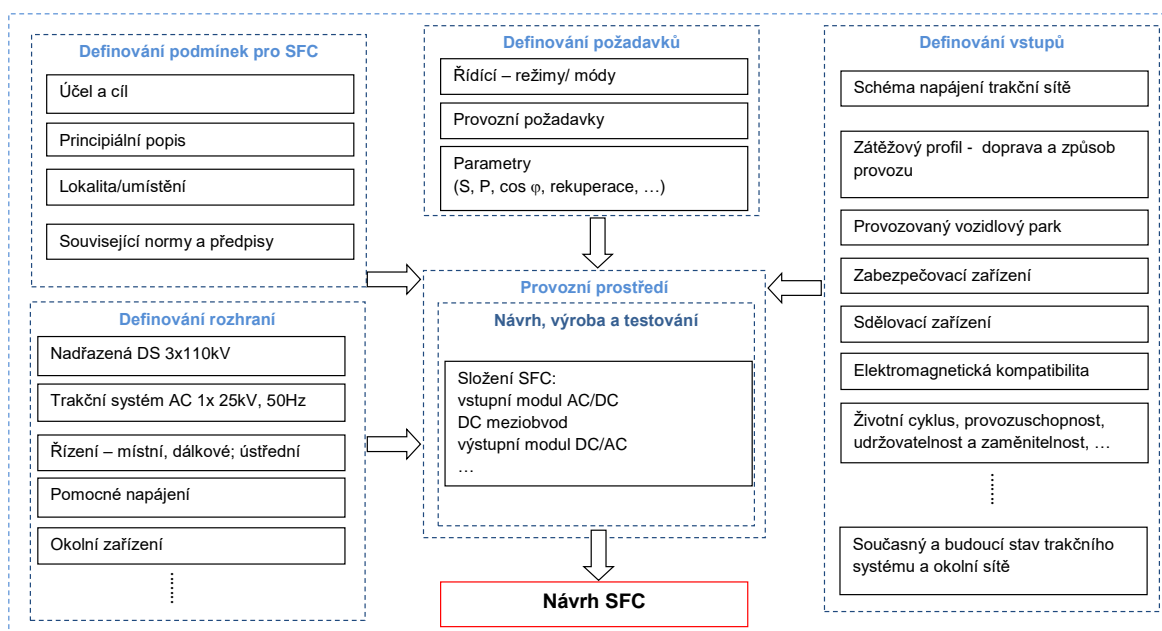 Definování podmínek pro SFC
Účel a cíl
Principiální popis
Lokalita/umístění
Související normy a předpisy
Definování rozhraní
Nadřazená DS 3x110kV
Trakční systém AC 1x 25kV, 50Hz
Řízení – místní, dálkové; ústřední
Pomocné napájení
Okolní zařízení
Definování požadavků
Řídící – režimy/ módy
Provozní požadavky
Parametry
(S, P, cos φ, rekuperace, …)
Provozní prostředí
Návrh, výroba a testování
Složení SFC:
vstupní modul AC/DC
DC meziobvod
výstupní modul DC/AC
…
Návrh SFC
Definování vstupů
Schéma napájení trakční sítě
Zátěžový profil - doprava a způsob
provozu
Provozovaný vozidlový park
Zabezpečovací zařízení
Sdělovací zařízení
Elektromagnetická kompatibilita
Životní cyklus, provozuschopnost,
udržovatelnost a zaměnitelnost, …
Současný a budoucí stav trakčního
systému a okolní sítě